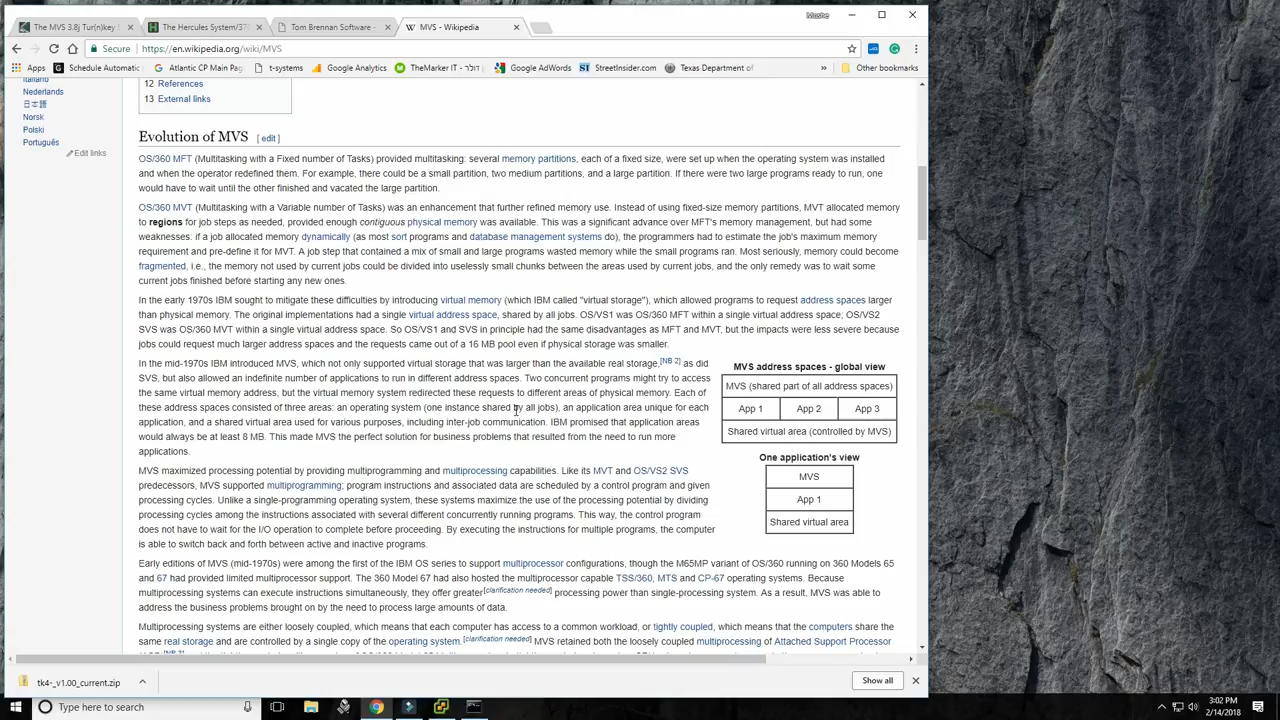 Moshe
The MVS 3.8j Tur(n)key
The Hercules System/37
Tom Brennan Software -
MVS - Wikipedia
Secure
https://en.wikipedia.org/wiki/MVS
Apps
Schedule Automatic
Atlantic CP Main Pag
t-systems
Google Analytics
TheMarker IT - דולר
Google AdWords
StreetInsider.com
Texas Department of
Other bookmarks
Italiano
Nederlands
日本語
Norsk
Polski
Português
Edit links
12 References
13 External links
Evolution of MVS [ edit ]
OS/360 MFT (Multitasking with a Fixed number of Tasks) provided multitasking: several memory partitions, each of a fixed size, were set up when the operating system was installed
and when the operator redefined them. For example, there could be a small partition, two medium partitions, and a large partition. If there were two large programs ready to run, one
would have to wait until the other finished and vacated the large partition.
OS/360 MVT (Multitasking with a Variable number of Tasks) was an enhancement that further refined memory use. Instead of using fixed-size memory partitions, MVT allocated memory
to regions for job steps as needed, provided enough contiguous physical memory was available. This was a significant advance over MFT's memory management, but had some
weaknesses: if a job allocated memory dynamically (as most sort programs and database management systems do), the programmers had to estimate the job's maximum memory
requirement and pre-define it for MVT. A job step that contained a mix of small and large programs wasted memory while the small programs ran. Most seriously, memory could become
fragmented, i.e., the memory not used by current jobs could be divided into uselessly small chunks between the areas used by current jobs, and the only remedy was to wait some
current jobs finished before starting any new ones.
In the early 1970s IBM sought to mitigate these difficulties by introducing virtual memory (which IBM called "virtual storage"), which allowed programs to request address spaces larger
than physical memory. The original implementations had a single virtual address space, shared by all jobs. OS/VS1 was OS/360 MFT within a single virtual address space; OS/VS2
SVS was OS/360 MVT within a single virtual address space. So OS/VS1 and SVS in principle had the same disadvantages as MFT and MVT, but the impacts were less severe because
jobs could request much larger address spaces and the requests came out of a 16 MB pool even if physical storage was smaller.
In the mid-1970s IBM introduced MVS, which not only supported virtual storage that was larger than the available real storage,[NB 2] as did
SVS, but also allowed an indefinite number of applications to run in different address spaces. Two concurrent programs might try to access
the same virtual memory address, but the virtual memory system redirected these requests to different areas of physical memory. Each of
these address spaces consisted of three areas: an operating system (one instance shared by all jobs), an application area unique for each
application, and a shared virtual area used for various purposes, including inter-job communication. IBM promised that application areas
would always be at least 8 MB. This made MVS the perfect solution for business problems that resulted from the need to run more
applications.
MVS address spaces - global view
MVS (shared part of all address spaces)
App 1
App 2
App 3
Shared virtual area (controlled by MVS)
One application's view
MVS
App 1
Shared virtual area
MVS maximized processing potential by providing multiprogramming and multiprocessing capabilities. Like its MVT and OS/VS2 SVS
predecessors, MVS supported multiprogramming; program instructions and associated data are scheduled by a control program and given
processing cycles. Unlike a single-programming operating system, these systems maximize the use of the processing potential by dividing
processing cycles among the instructions associated with several different concurrently running programs. This way, the control program
does not have to wait for the I/O operation to complete before proceeding. By executing the instructions for multiple programs, the computer
is able to switch back and forth between active and inactive programs.
Early editions of MVS (mid-1970s) were among the first of the IBM OS series to support multiprocessor configurations, though the M65MP variant of OS/360 running on 360 Models 65
and 67 had provided limited multiprocessor support. The 360 Model 67 had also hosted the multiprocessor capable TSS/360, MTS and CP-67 operating systems. Because
multiprocessing systems can execute instructions simultaneously, they offer greater[clarification needed] processing power than single-processing system. As a result, MVS was able to
address the business problems brought on by the need to process large amounts of data.
Multiprocessing systems are either loosely coupled, which means that each computer has access to a common workload, or tightly coupled, which means that the computers share the
same real storage and are controlled by a single copy of the operating system.[clarification needed] MVS retained both the loosely coupled multiprocessing of Attached Support Processor
tk4-_v1.00_current.zip
Show all
Type here to search
3:02 PM
2/14/2018